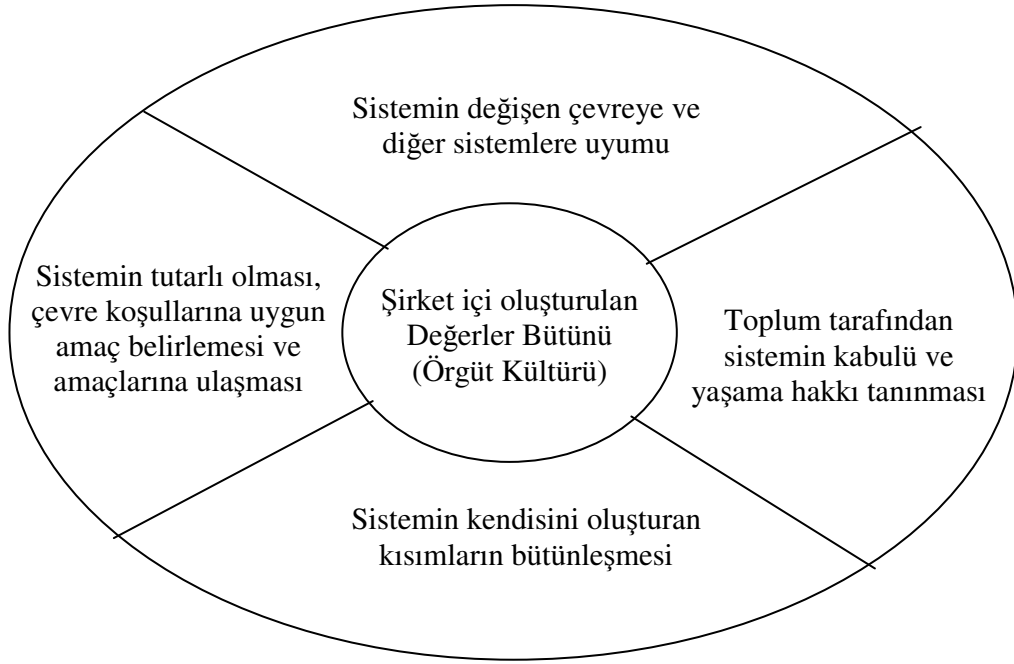 Sistemin değişen çevreye ve
diğer sistemlere uyumu
Sistemin tutarlı olması,
çevre koşullarına uygun
amaç belirlemesi ve
amaçlarına ulaşması
Şirket içi oluşturulan
Değerler Bütünü
(Örgüt Kültürü)
Toplum tarafından
sistemin kabulü ve
yaşama hakkı tanınması
Sistemin kendisini oluşturan
kısımların bütünleşmesi